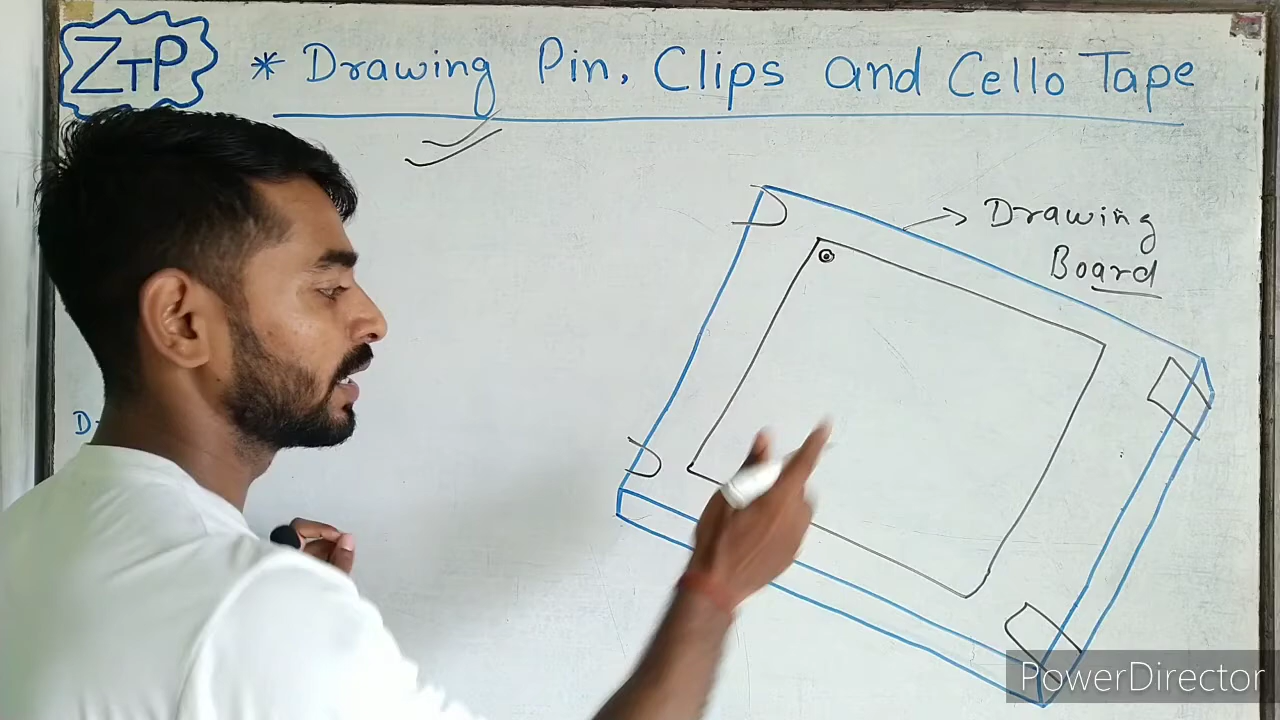 ZTP * Drawing Pin, Clips and Cello Tape
Drawing
Board
D-
PowerDirector